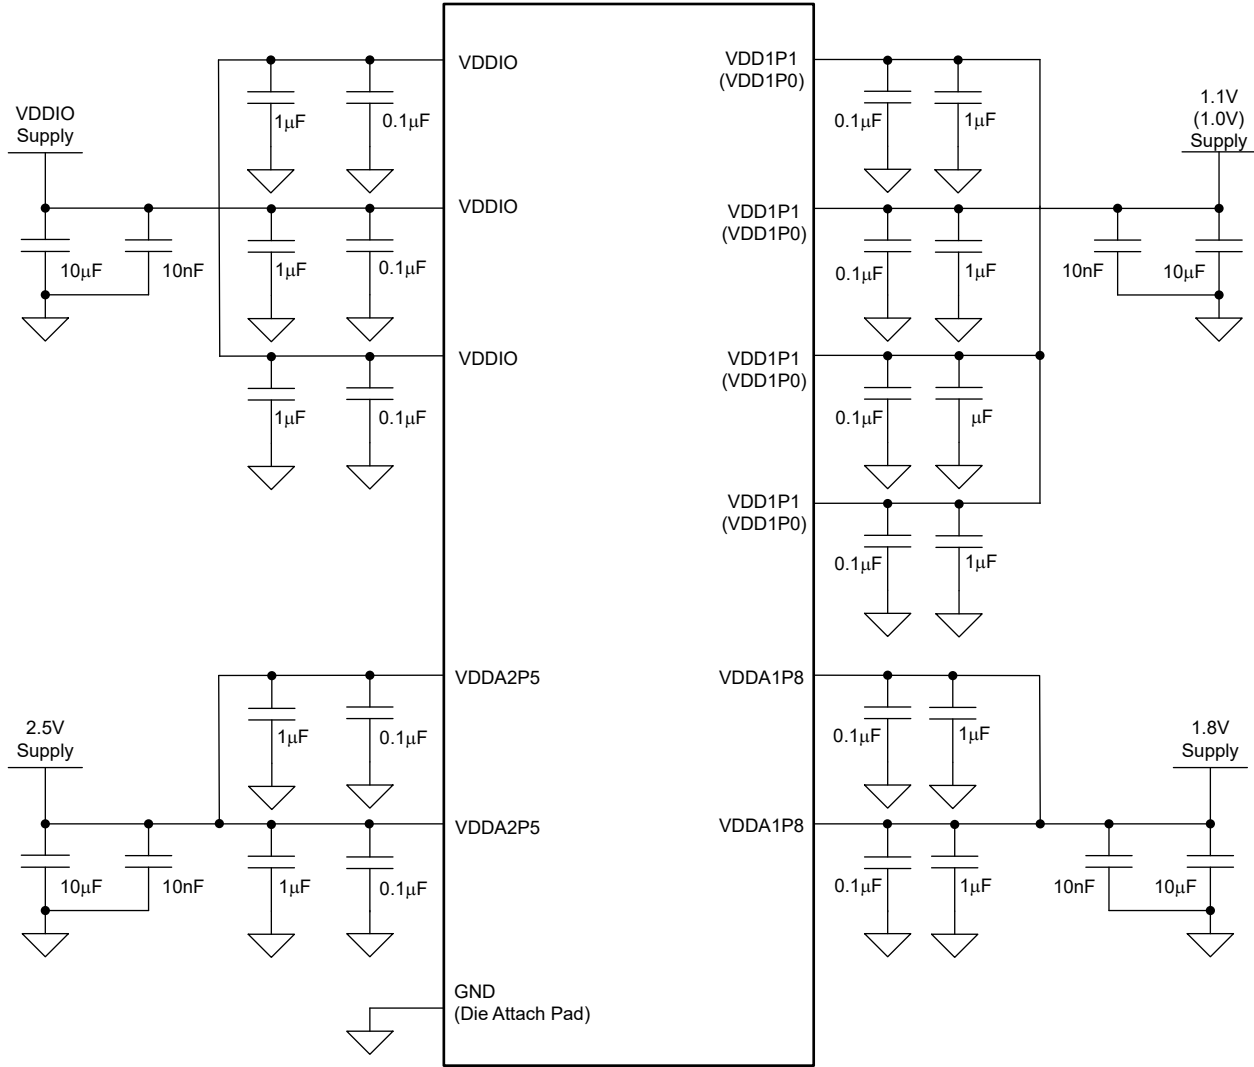 VDDIO
1μF
0.1μF
VDDIO
Supply
VDDIO
10μF
10nF
1μF
0.1μF
VDDIO
1μF
0.1μF
VDD1P1
(VDD1P0)
0.1μF
1μF
1.1V
(1.0V)
Supply
VDD1P1
(VDD1P0)
0.1μF
1μF
10nF
10μF
VDD1P1
(VDD1P0)
0.1μF
μF
VDD1P1
(VDD1P0)
0.1μF
1μF
VDDA2P5
1μF
0.1μF
2.5V
Supply
VDDA2P5
10μF
10nF
1μF
0.1μF
VDDA1P8
0.1μF
1μF
1.8V
Supply
VDDA1P8
0.1μF
1μF
10nF
10μF
GND
(Die Attach Pad)